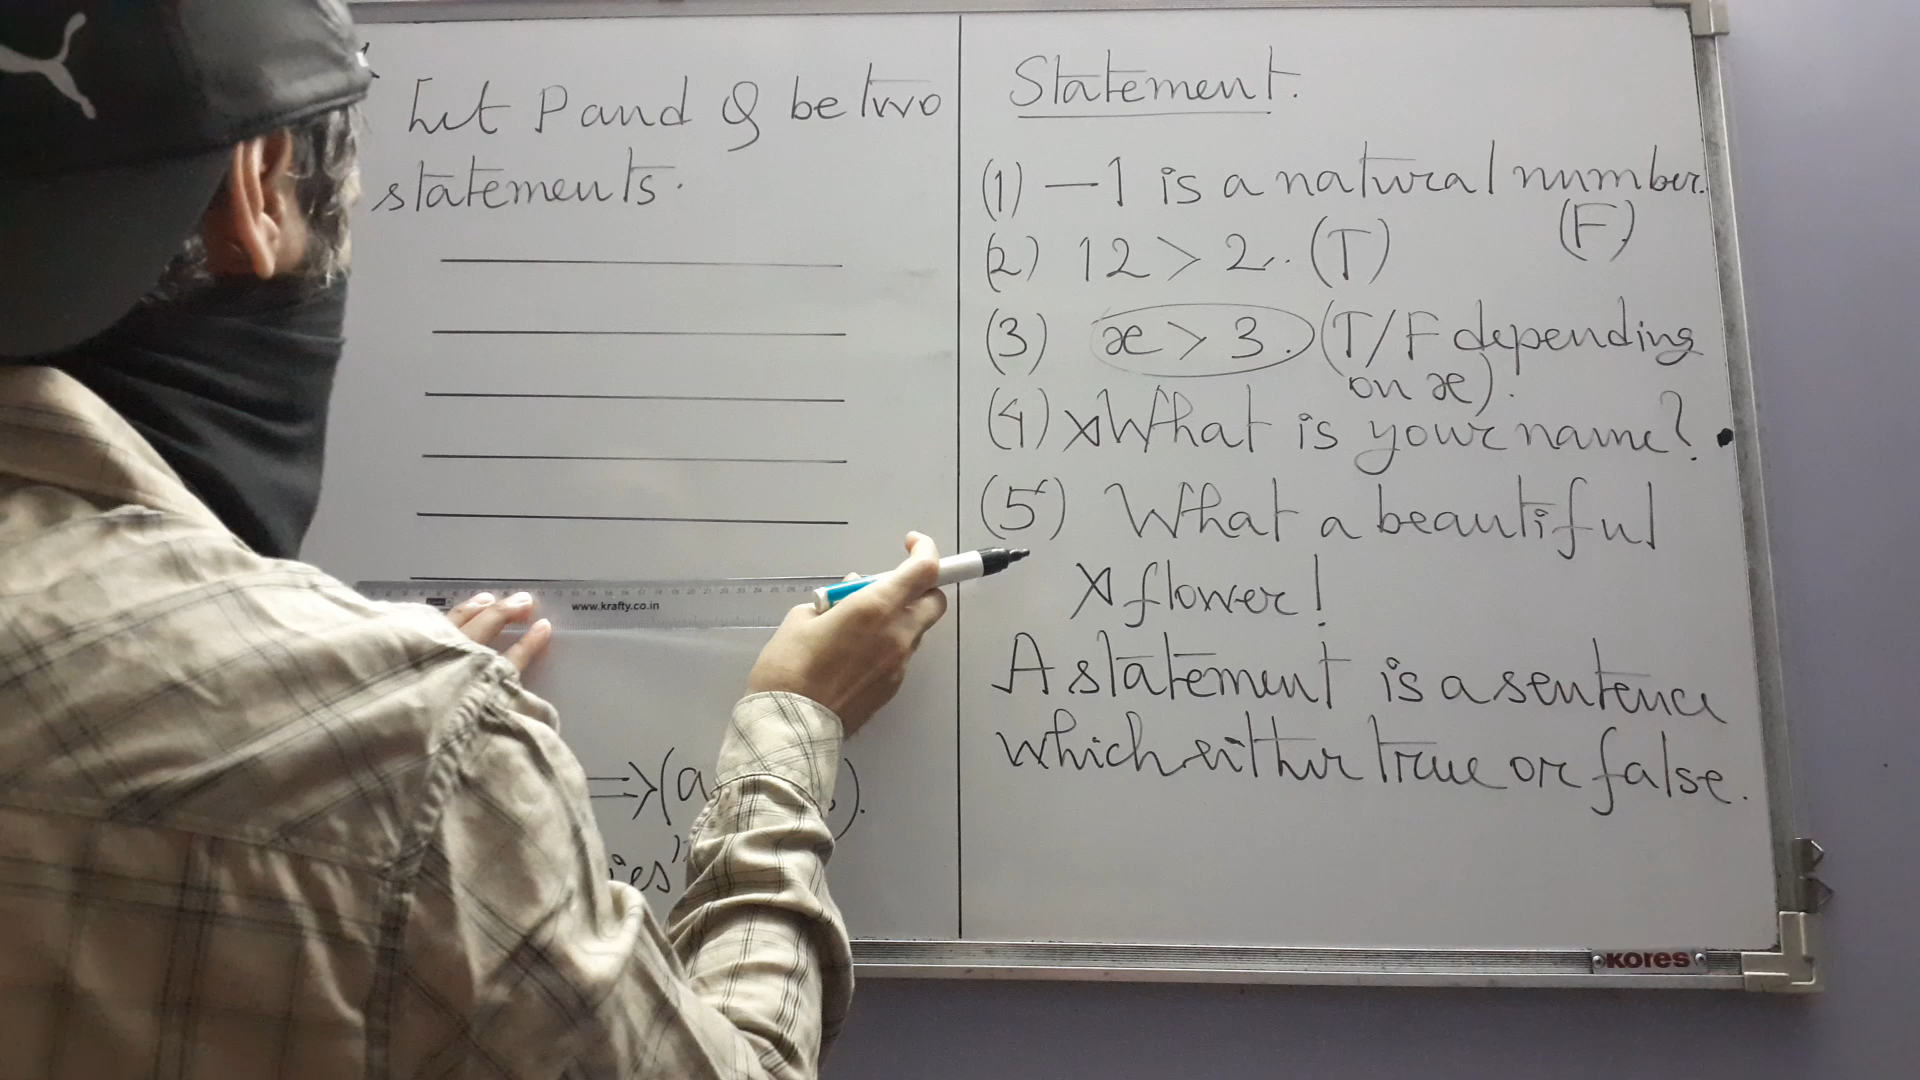 Let P and Q be two
statements.
www.krafty.co.in
⇒(a
ies"
Statement.
(1) -1 is a natural number.
(F)
(2) 12 > 2. (T)
(3) x > 3. (T/F depending
on x).
(4) x What is your name?
(5) What a beautiful
x flower!
A statement is a sentence
which either true or false.
KORES